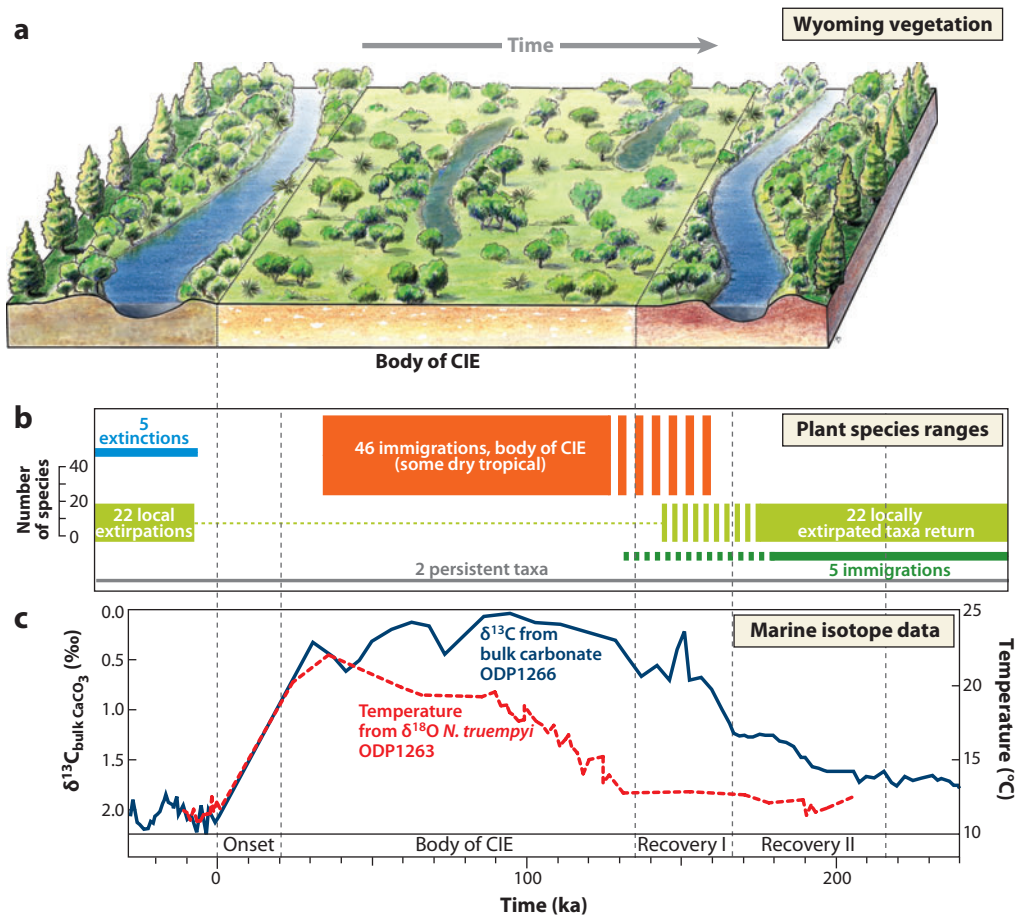 a
Wyoming vegetation
Time
Body of CIE
b
Plant species ranges
5
extinctions
46 immigrations, body of CIE
(some dry tropical)
Number
of species
40
20
0
22 local
extirpations
22 locally
extirpated taxa return
2 persistent taxa
5 immigrations
c
Marine isotope data
δ13C from
bulk carbonate
ODP1266
Temperature
from δ18O N. truempyi
ODP1263
δ13Cbulk CaCO3 (‰)
0.0
0.5
1.0
1.5
2.0
Temperature (°C)
25
20
15
10
Onset
Body of CIE
Recovery I
Recovery II
0
100
200
Time (ka)